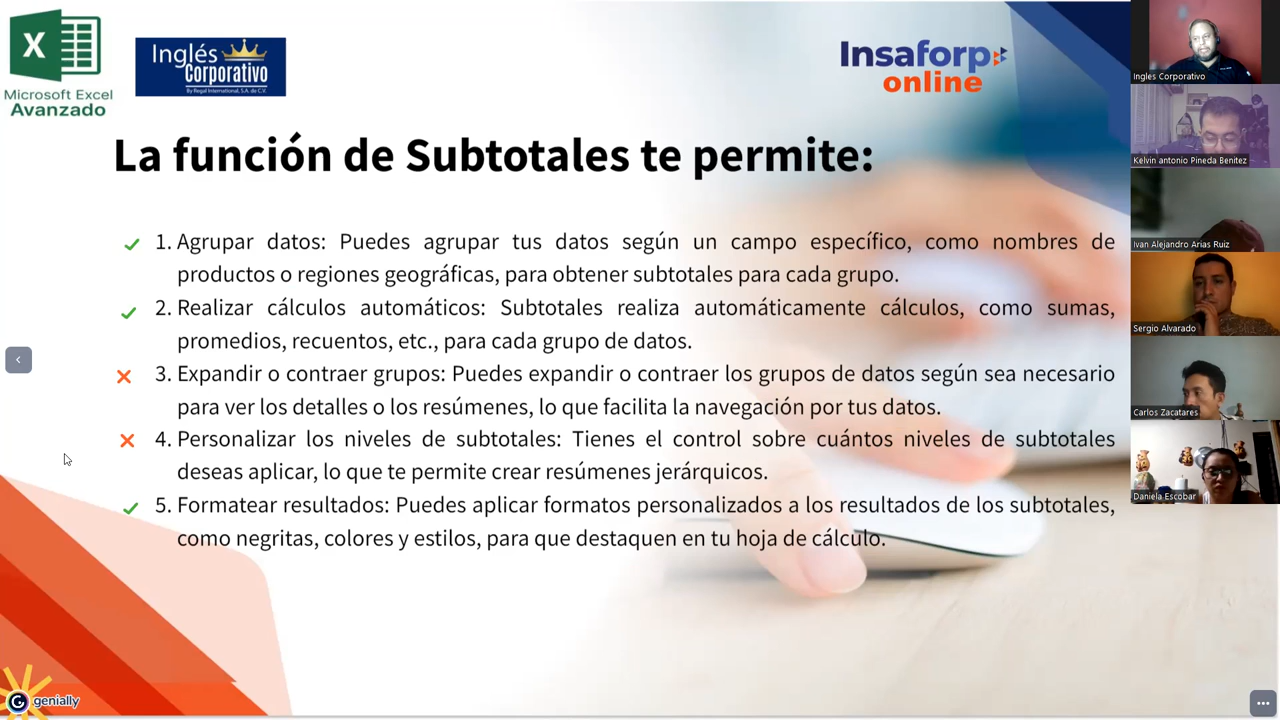 Microsoft Excel
Avanzado
Inglés
Corporativo
By Regal International, S.A. de C.V.
Insaforp
online
La función de Subtotales te permite:
1. Agrupar datos: Puedes agrupar tus datos según un campo específico, como nombres de
productos o regiones geográficas, para obtener subtotales para cada grupo.
2. Realizar cálculos automáticos: Subtotales realiza automáticamente cálculos, como sumas,
promedios, recuentos, etc., para cada grupo de datos.
3. Expandir o contraer grupos: Puedes expandir o contraer los grupos de datos según sea necesario
para ver los detalles o los resúmenes, lo que facilita la navegación por tus datos.
4. Personalizar los niveles de subtotales: Tienes el control sobre cuántos niveles de subtotales
deseas aplicar, lo que te permite crear resúmenes jerárquicos.
5. Formatear resultados: Puedes aplicar formatos personalizados a los resultados de los subtotales,
como negritas, colores y estilos, para que destaquen en tu hoja de cálculo.
genially
Ingles Corporativo
Kelvin antonio Pineda Benitez
Ivan Alejandro Arias Ruiz
Sergio Alvarado
Carlos Zacatares
Daniela Escobar